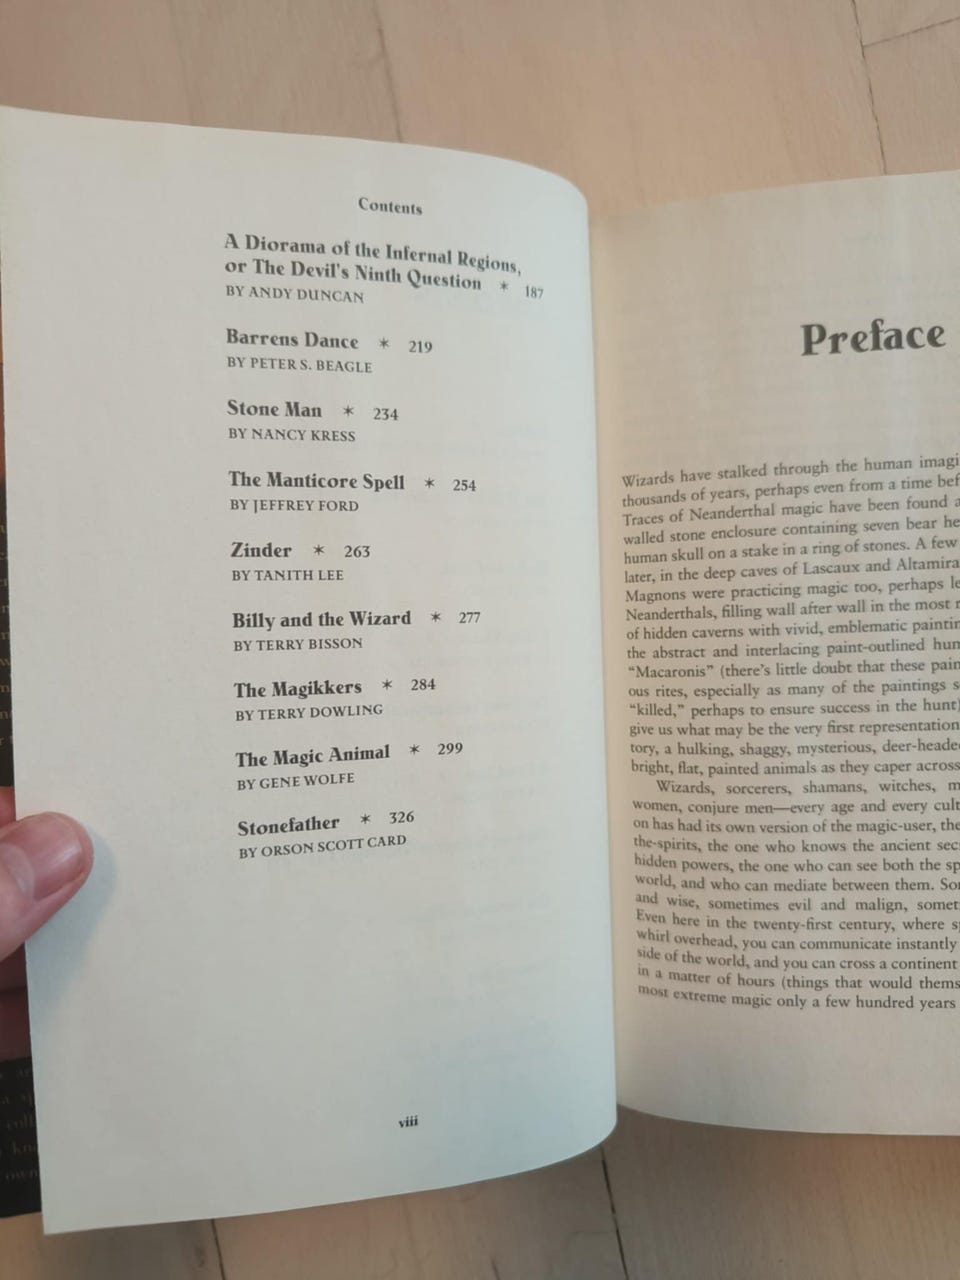 Contents
A Diorama of the Infernal Regions,
or The Devil's Ninth Question * 187
BY ANDY DUNCAN
Barrens Dance * 219
BY PETER S. BEAGLE
Stone Man * 234
BY NANCY KRESS
The Manticore Spell * 254
BY JEFFREY FORD
Zinder * 263
BY TANITH LEE
Billy and the Wizard * 277
BY TERRY BISSON
The Magikkers * 284
BY TERRY DOWLING
The Magic Animal * 299
BY GENE WOLFE
Stonefather * 326
BY ORSON SCOTT CARD
viii
Preface
Wizards have stalked through the human imagi
thousands of years, perhaps even from a time bef
Traces of Neanderthal magic have been found a
walled stone enclosure containing seven bear he
human skull on a stake in a ring of stones. A few
later, in the deep caves of Lascaux and Altamira
Magnons were practicing magic too, perhaps le
Neanderthals, filling wall after wall in the most r
of hidden caverns with vivid, emblematic paintin
the abstract and interlacing paint-outlined hum
"Macaronis" (there's little doubt that these pain
ous rites, especially as many of the paintings s
"killed," perhaps to ensure success in the hunt)
give us what may be the very first representation
tory, a hulking, shaggy, mysterious, deer-heade
bright, flat, painted animals as they caper across
Wizards, sorcerers, shamans, witches, m
women, conjure men—every age and every cult
on has had its own version of the magic-user, the
the-spirits, the one who knows the ancient sec
hidden powers, the one who can see both the sp
world, and who can mediate between them. So
and wise, sometimes evil and malign, somet
Even here in the twenty-first century, where s
whirl overhead, you can communicate instantly
side of the world, and you can cross a continent
in a matter of hours (things that would thems
most extreme magic only a few hundred years